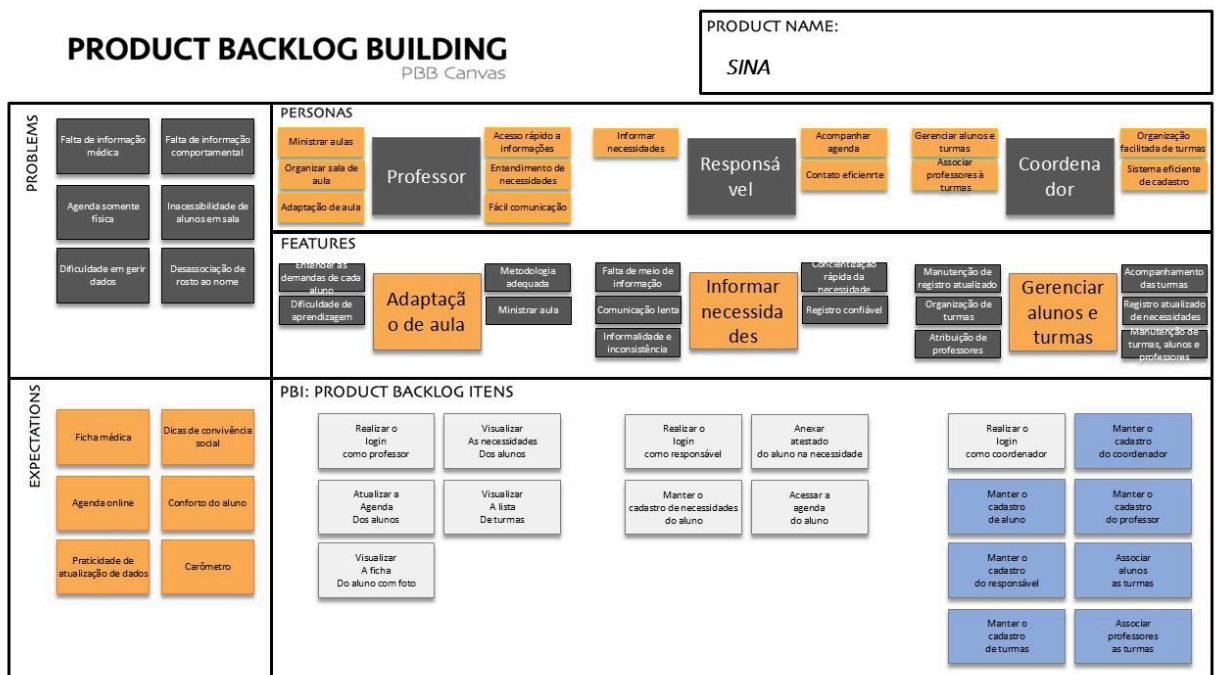 PRODUCT BACKLOG BUILDING
PBB Canvas
PRODUCT NAME:
SINA
PROBLEMS
Falta de informação
médica
Falta de informação
comportamental
Agenda somente
física
Inacessibilidade de
alunos em sala
Dificuldade em gerir
dados
Desassociação de
rosto ao nome
PERSONAS
Ministrar aulas
Organizar sala de
aula
Adaptação de aula
Professor
Acesso rápido a
informações
Entendimento de
necessidades
Fácil comunicação
Informar
necessidades
Responsá
vel
Acompanhar
agenda
Contato eficienrte
Gerenciar alunos e
turmas
Associar
professores à
turmas
Coordena
dor
Organização
facilitada de turmas
Sistema eficiente
de cadastro
FEATURES
Entender as
demandas de cada
aluno
Dificuldade de
aprendizagem
Adaptaçã
o de aula
Metodologia
adequada
Ministrar aula
Falta de meio de
informação
Comunicação lenta
Informalidade e
inconsistência
Informar
necessida
des
Concientização
rápida da
necessidade
Registro confiável
Manutenção de
registro atualizado
Organização de
turmas
Atribuição de
professores
Gerenciar
alunos e
turmas
Acompanhamento
das turmas
Registro atualizado
de necessidades
Manutenção de
turmas, alunos e
professores
EXPECTATIONS
Ficha médica
Dicas de convivência
social
Agenda online
Conforto do aluno
Praticidade de
atualização de dados
Carômetro
PBI: PRODUCT BACKLOG ITENS
Realizar o
login
como professor
Visualizar
As necessidades
Dos alunos
Atualizar a
Agenda
Dos alunos
Visualizar
A lista
De turmas
Visualizar
A ficha
Do aluno com foto
Realizar o
login
como responsável
Anexar
atestado
do aluno na necessidade
Manter o
cadastro de necessidades
do aluno
Acessar a
agenda
do aluno
Realizar o
login
como coordenador
Manter o
cadastro
do coordenador
Manter o
cadastro
de aluno
Manter o
cadastro
do professor
Manter o
cadastro
do responsável
Associar
alunos
as turmas
Manter o
cadastro
de turmas
Associar
professores
as turmas